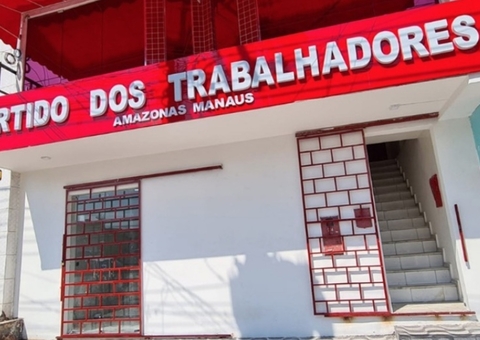 RTIDO DOS TRABALHADORES
AMAZONAS MANAUS